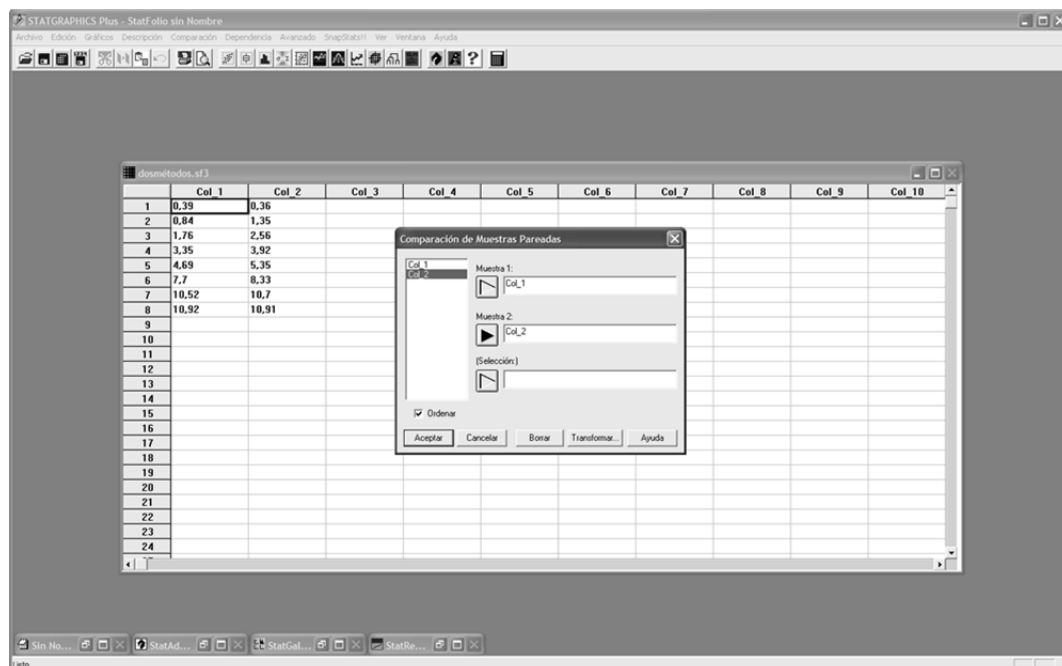 STATGRAPHICS Plus - StatFolio sin Nombre
Archivo Edición Gráficos Descripción Comparación Dependencia Avanzado SnapStats!! Ver Ventana Ayuda
dosmétodos.sf3
Col_1 Col_2 Col_3 Col_4 Col_5 Col_6 Col_7 Col_8 Col_9 Col_10
1 0,39 0,36
2 0,84 1,35
3 1,76 2,56
4 3,35 3,92
5 4,69 5,35
6 7,7 8,33
7 10,52 10,7
8 10,92 10,91
9
10
11
12
13
14
15
16
17
18
19
20
21
22
23
24
Comparación de Muestras Pareadas
Col_1
Col_2
Muestra 1:
Col_1
Muestra 2:
Col_2
(Selección:)
Ordenar
Aceptar Cancelar Borrar Transformar... Ayuda
Sin No... StatAd... StatGal... StatRe...
Listo